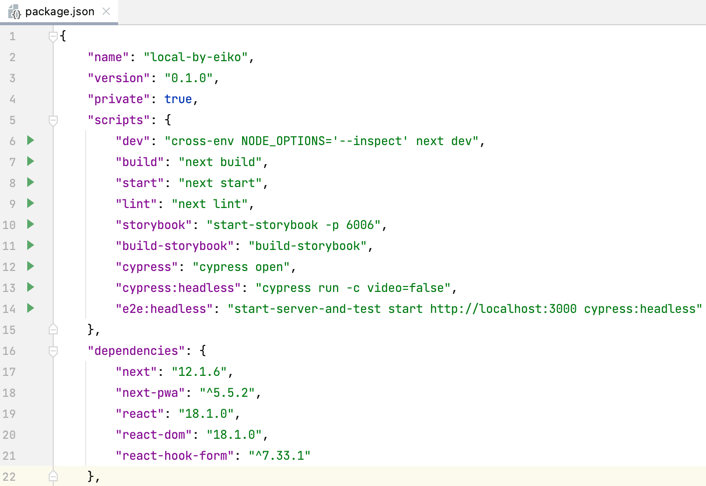 package.json
1 {
2 "name": "local-by-eiko",
3 "version": "0.1.0",
4 "private": true,
5 "scripts": {
6 "dev": "cross-env NODE_OPTIONS='--inspect' next dev",
7 "build": "next build",
8 "start": "next start",
9 "lint": "next lint",
10 "storybook": "start-storybook -p 6006",
11 "build-storybook": "build-storybook",
12 "cypress": "cypress open",
13 "cypress:headless": "cypress run -c video=false",
14 "e2e:headless": "start-server-and-test start http://localhost:3000 cypress:headless"
15 },
16 "dependencies": {
17 "next": "12.1.6",
18 "next-pwa": "^5.5.2",
19 "react": "18.1.0",
20 "react-dom": "18.1.0",
21 "react-hook-form": "^7.33.1"
22 },